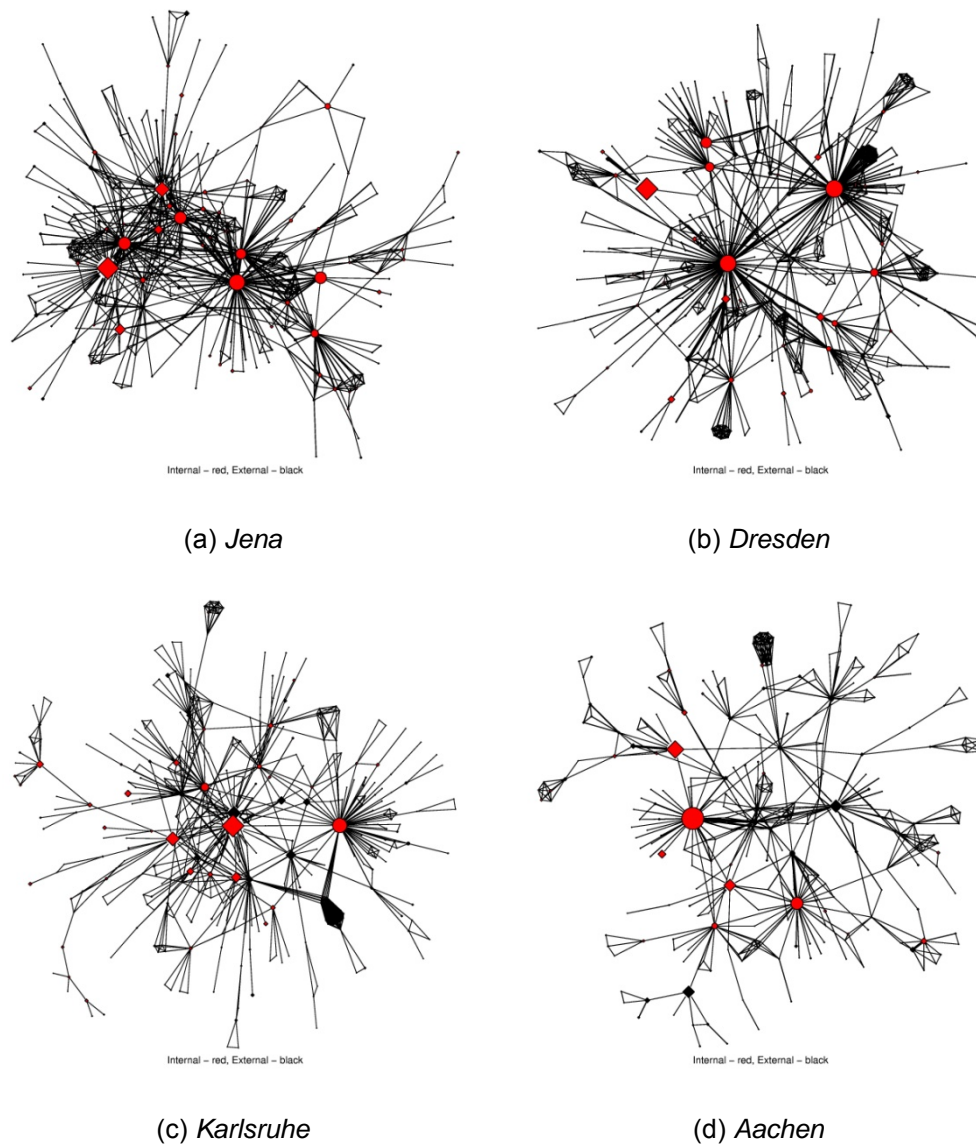 Internal – red, External – black
Internal – red, External – black
(a) Jena
(b) Dresden
Internal – red, External – black
Internal – red, External – black
(c) Karlsruhe
(d) Aachen